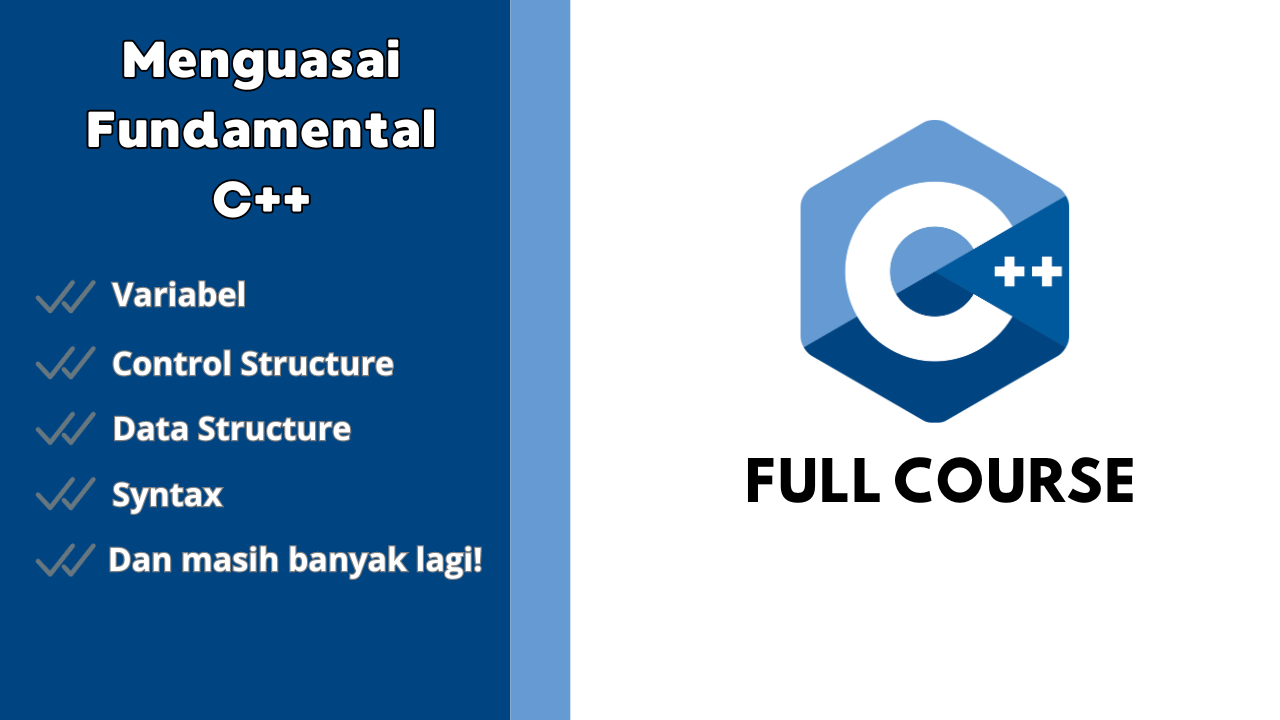 Menguasai
Fundamental
C++
Variabel
Control Structure
Data Structure
Syntax
Dan masih banyak lagi!
C++
FULL COURSE